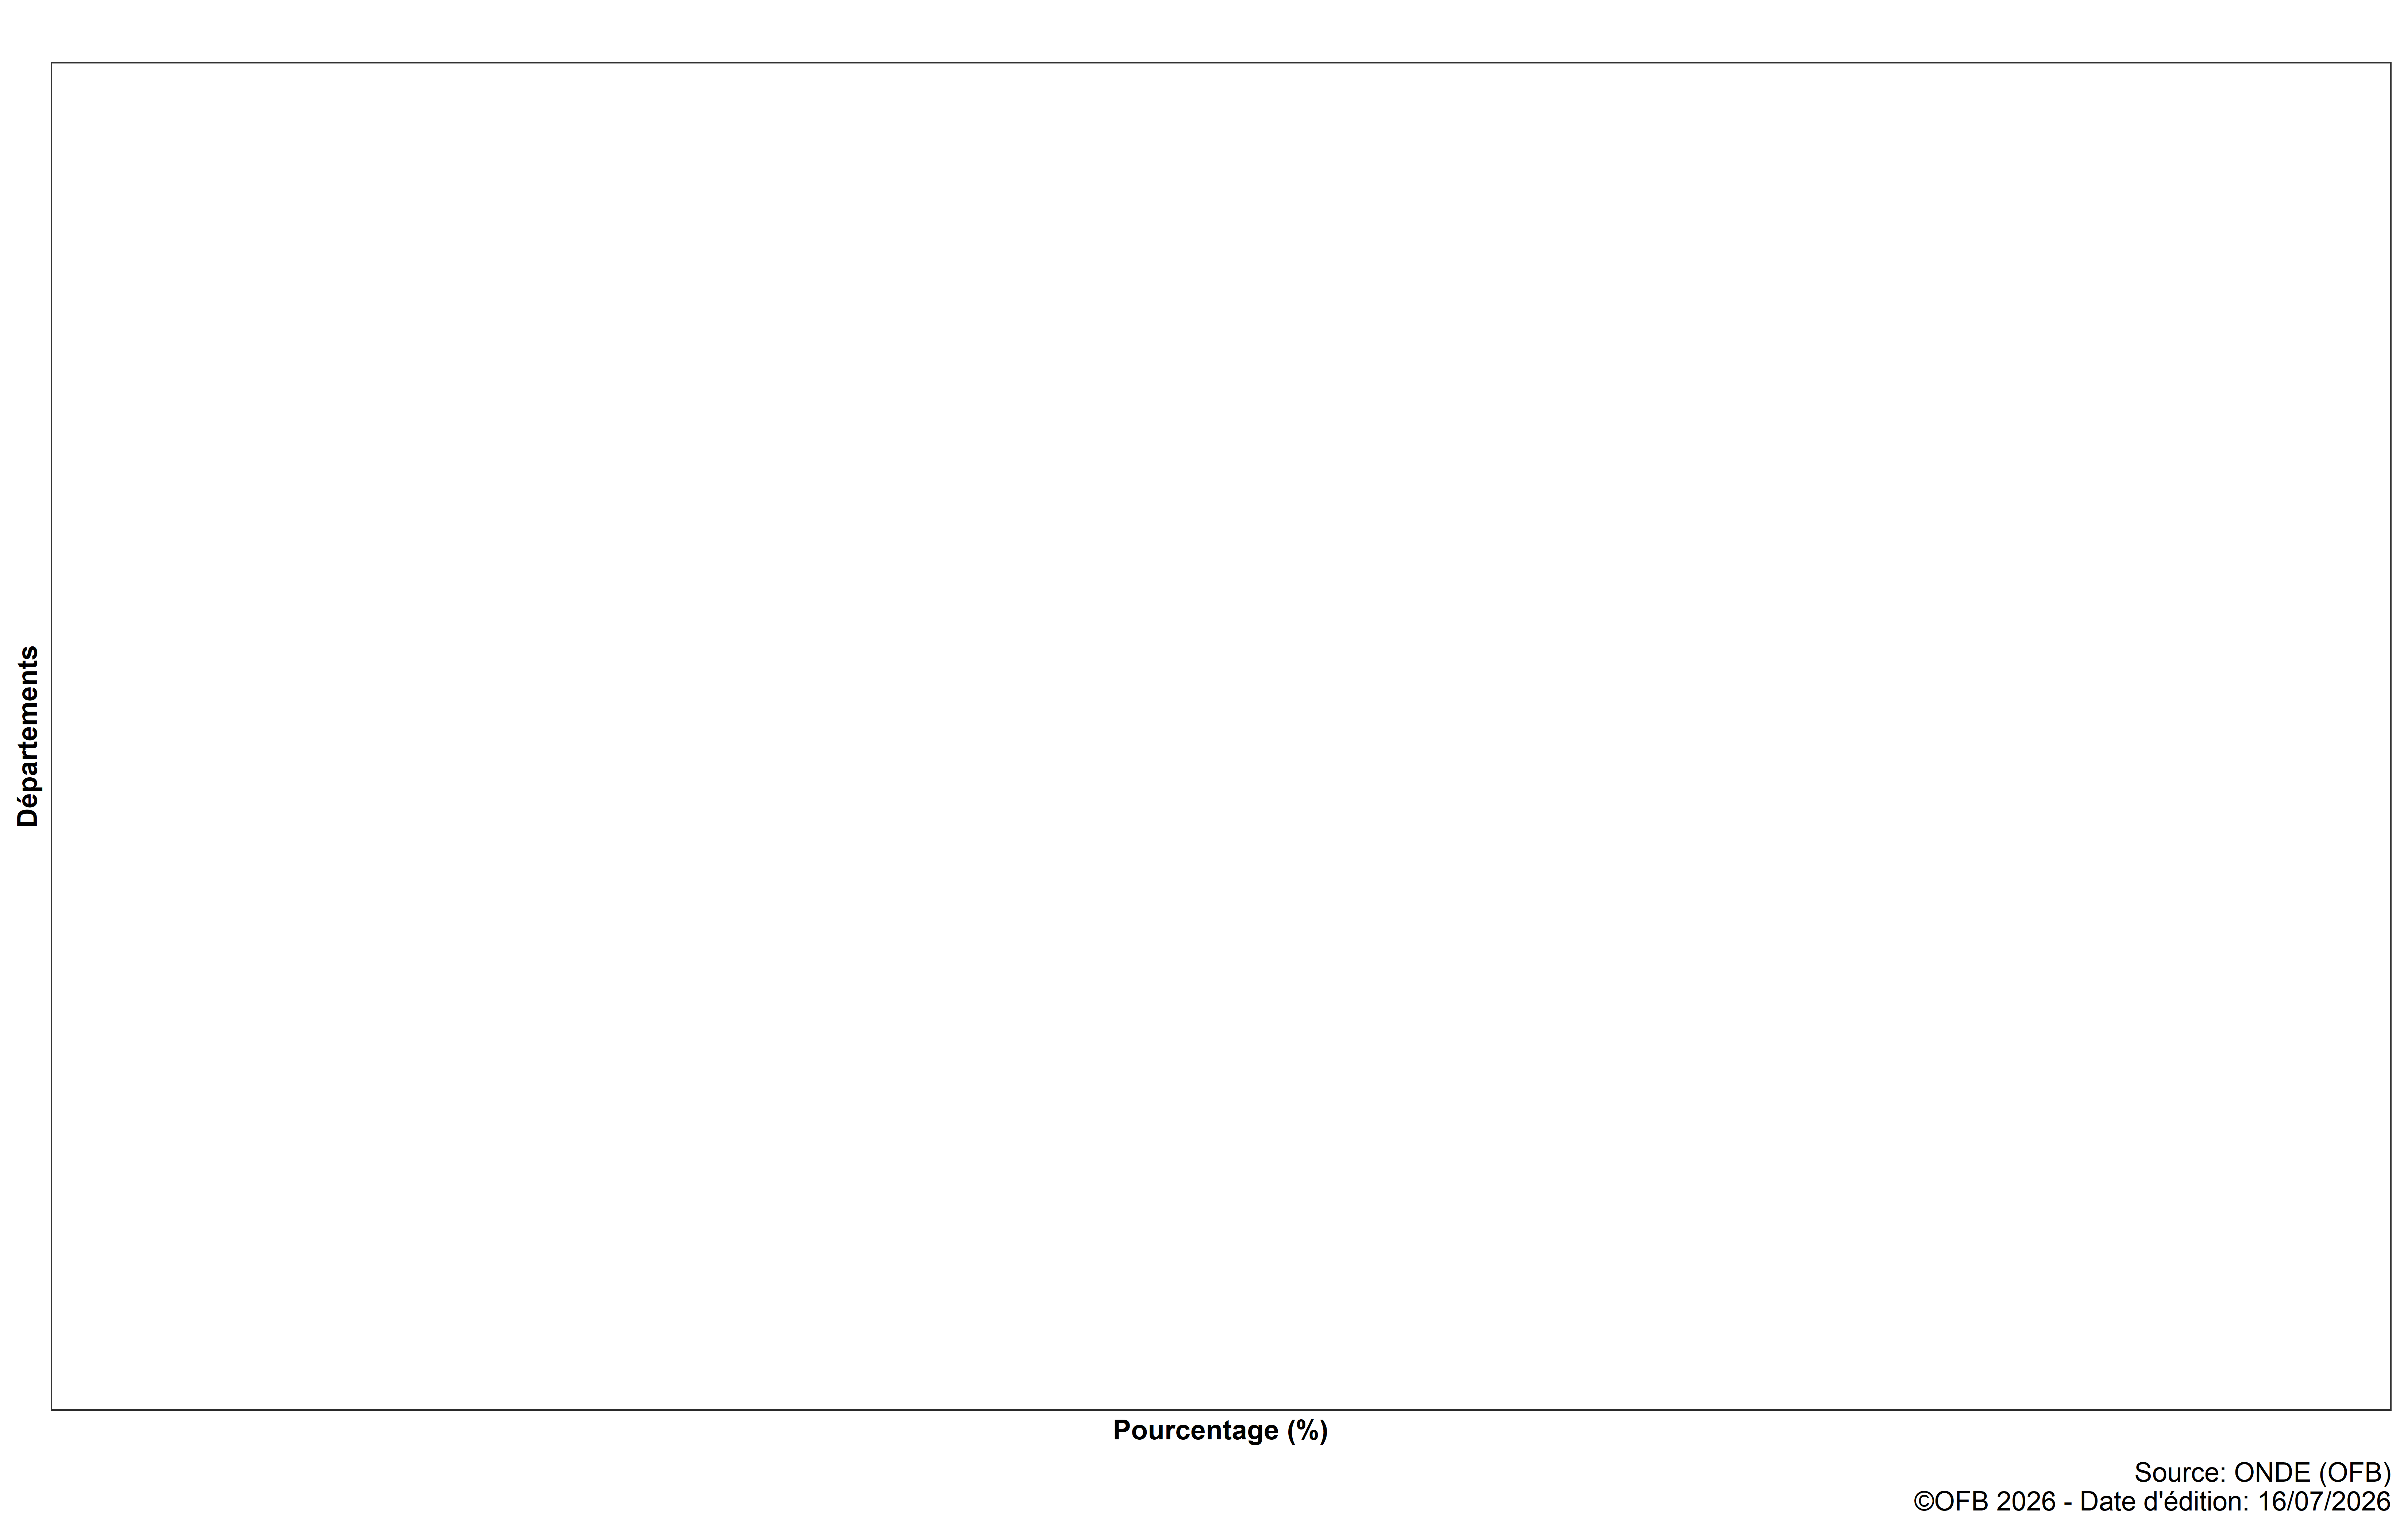 Départements
Pourcentage (%)
Source: ONDE (OFB)
©OFB 2026 - Date d'édition: 16/07/2026